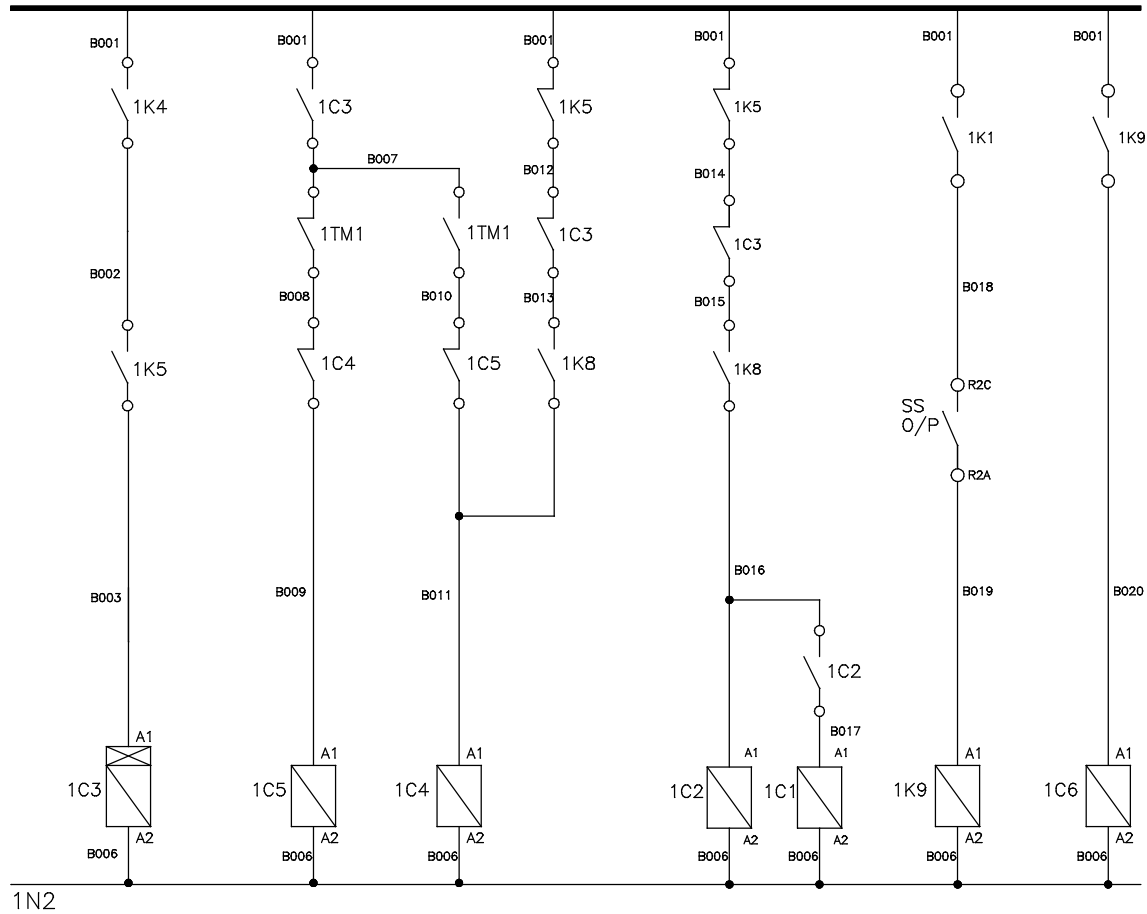 B001 B001 B001 B001 B001 B001
1K4 1C3 1K5 1K5 1K1 1K9
B007 B012 B014
1TM1 1TM1 1C3 1C3
B002 B008 B010 B013 B015 B018
1K5 1C4 1C5 1K8 1K8 R2C
SS
O/P
R2A
B016
B003 B009 B011 B019 B020
1C2
B017
A1 A1 A1 A1 A1 A1 A1
1C3 1C5 1C4 1C2 1C1 1K9 1C6
A2 A2 A2 A2 A2 A2 A2
B006 B006 B006 B006 B006 B006 B006
1N2